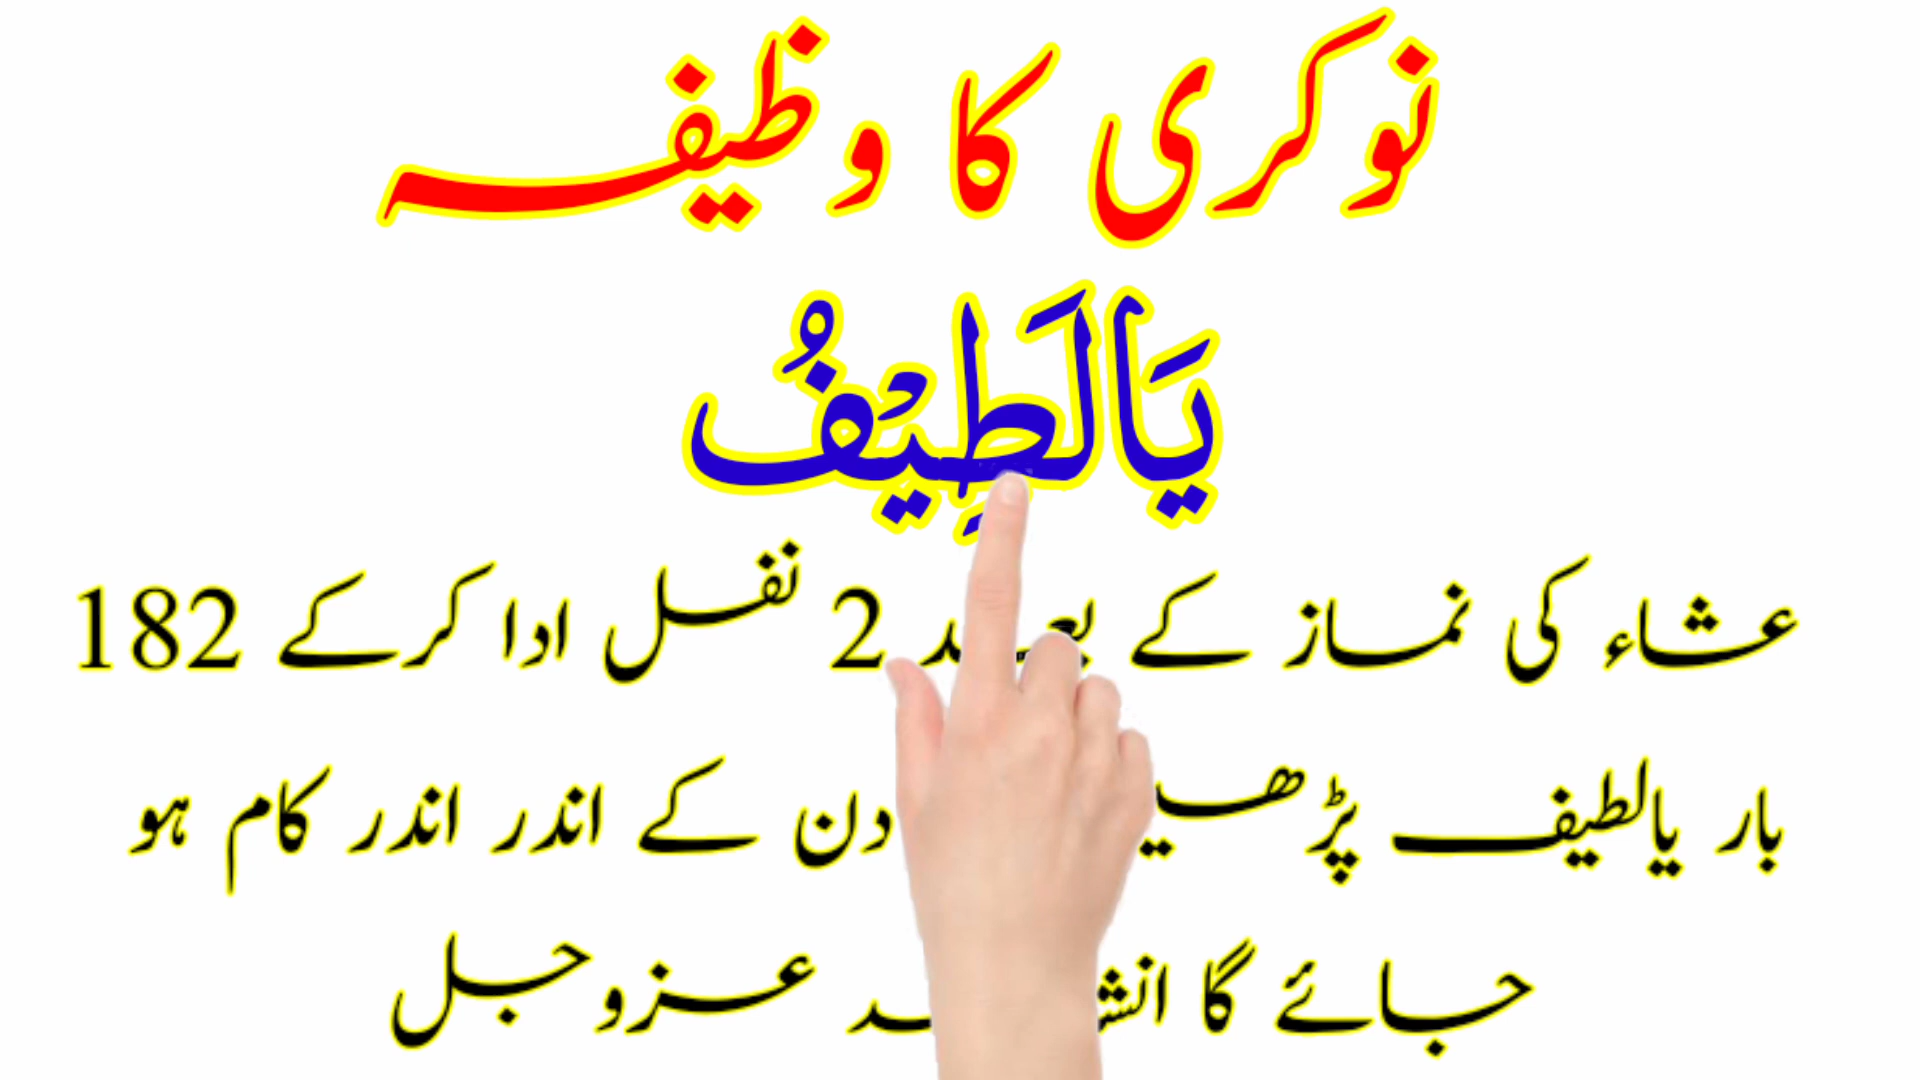 نوکری کا وظیفہ
يَالَطِيْفُ
عشاء کی نماز کے بعد 2 نفل ادا کرکے 182
بار یالطیف دن کے اندر اندر کام ہو
جائے گا عزوجل